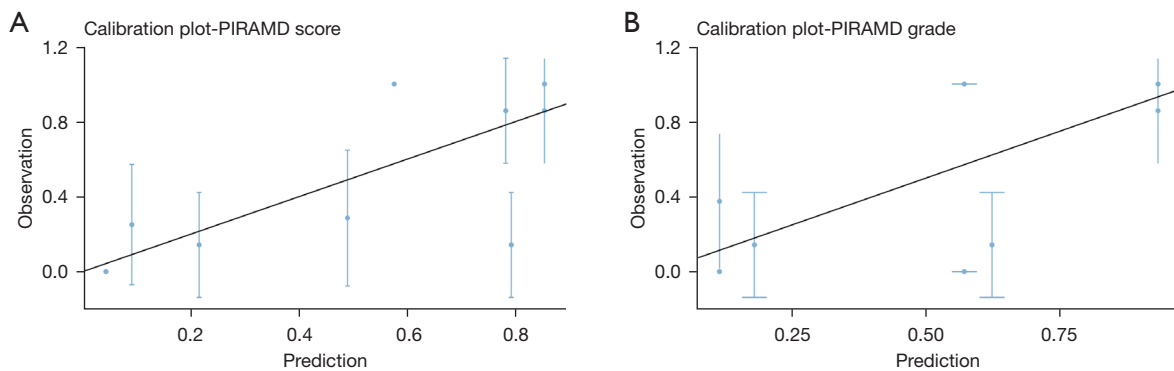 A
Calibration plot-PIRAMD score
1.2
0.8
0.4
0.0
Observation
0.2 0.4 0.6 0.8
Prediction
B
Calibration plot-PIRAMD grade
1.2
0.8
0.4
0.0
Observation
0.25 0.50 0.75
Prediction